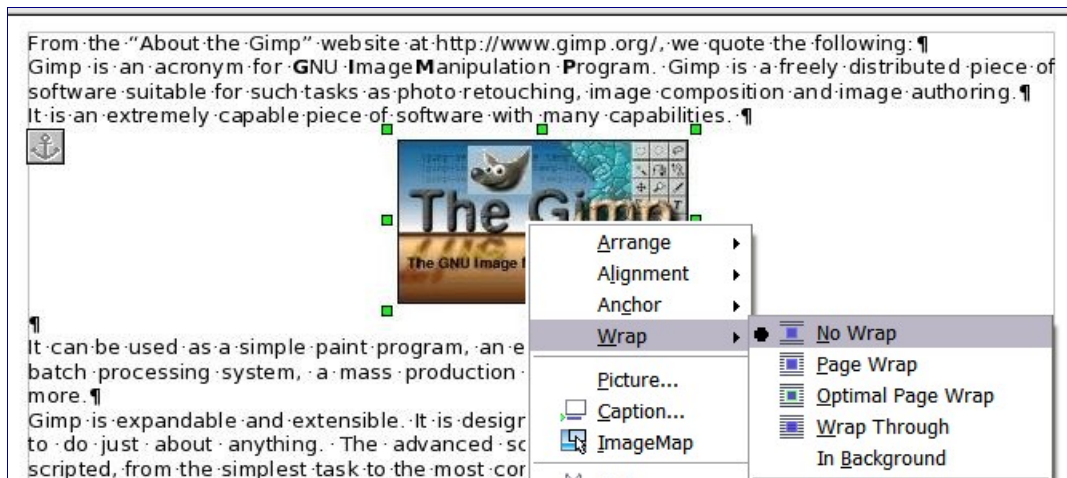 From the “About the Gimp” website at http://www.gimp.org/, we quote the following: ¶
Gimp is an acronym for GNU Image Manipulation Program. Gimp is a freely distributed piece of
software suitable for such tasks as photo retouching, image composition and image authoring. ¶
It is an extremely capable piece of software with many capabilities. ¶
The Gimp
The GNU Image
Arrange
Alignment
Anchor
Wrap
No Wrap
Page Wrap
Optimal Page Wrap
Wrap Through
In Background
Picture...
Caption...
ImageMap
¶
It can be used as a simple paint program, an e
batch processing system, a mass production
more. ¶
Gimp is expandable and extensible. It is desigr
to do just about anything. The advanced sc
scripted, from the simplest task to the most cor